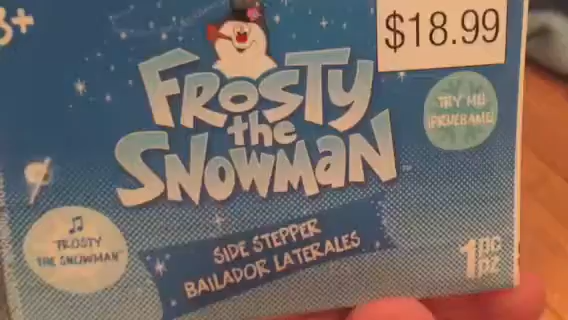 3+
$18.99
FROSTY
the
SNOWMAN
TRY ME!
¡PRUÉBAME!
"FROSTY
THE SNOWMAN"
SIDE STEPPER
BAILADOR LATERALES
1 PC
PZ